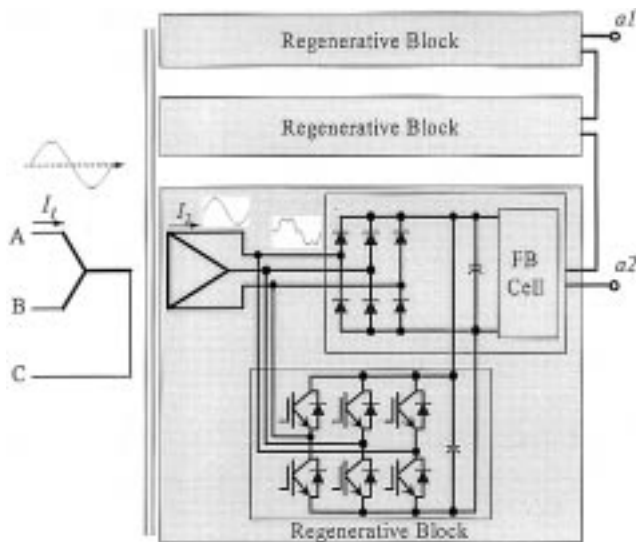 a1
Regenerative Block
Regenerative Block
I1
A
B
C
I2
FB
Cell
a2
Regenerative Block